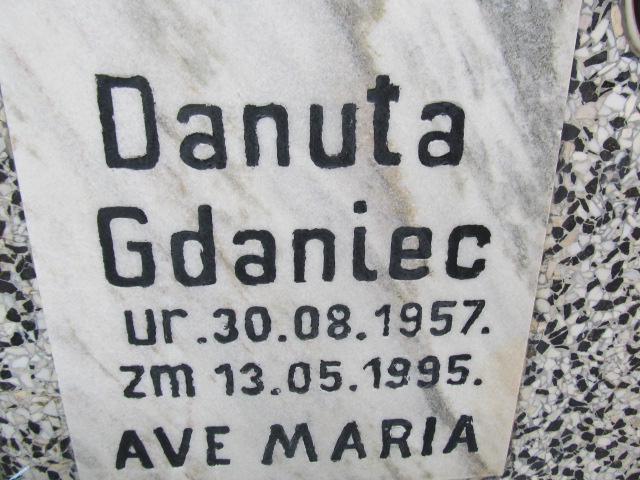 Danuta
Gdaniec
ur.30.08.1957.
zm 13.05.1995.
AVE MARIA